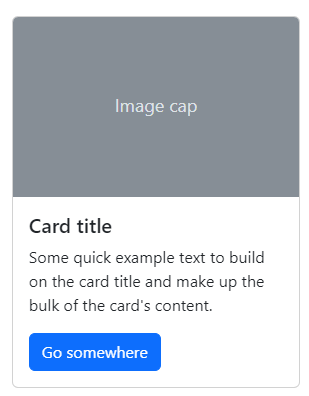 Image cap
Card title
Some quick example text to build
on the card title and make up the
bulk of the card's content.
Go somewhere